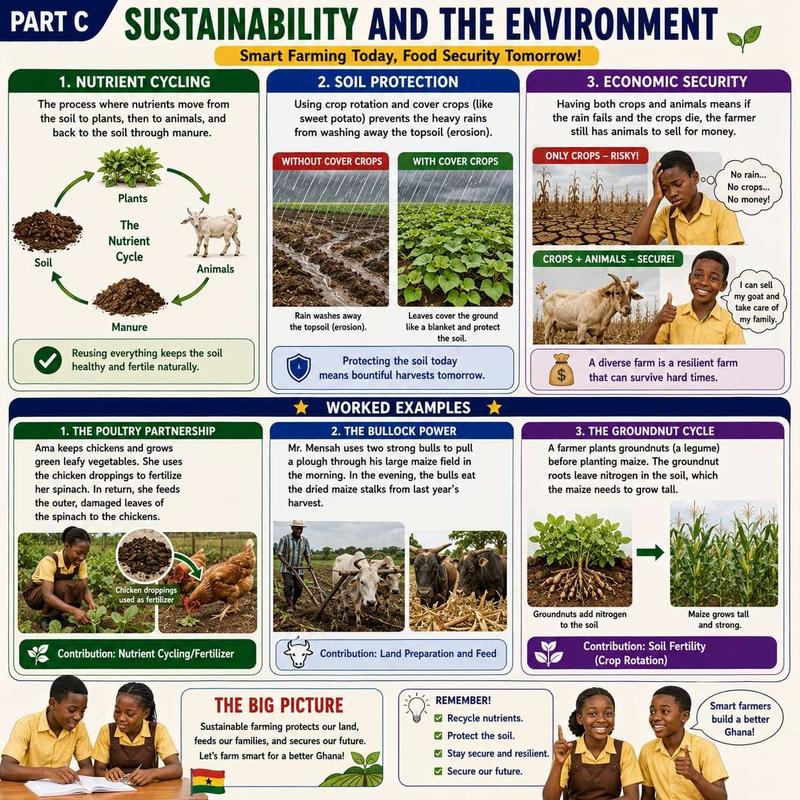 PART C
SUSTAINABILITY AND THE ENVIRONMENT
Smart Farming Today, Food Security Tomorrow!
1. NUTRIENT CYCLING
The process where nutrients move from
the soil to plants, then to animals, and
back to the soil through manure.
Plants
The
Nutrient
Cycle
Soil
Animals
Manure
Reusing everything keeps the soil
healthy and fertile naturally.
2. SOIL PROTECTION
Using crop rotation and cover crops (like
sweet potato) prevents the heavy rains
from washing away the topsoil (erosion).
WITHOUT COVER CROPS
Rain washes away
the topsoil (erosion).
WITH COVER CROPS
Leaves cover the ground
like a blanket and protect
the soil.
Protecting the soil today
means bountiful harvests tomorrow.
3. ECONOMIC SECURITY
Having both crops and animals means if
the rain fails and the crops die, the farmer
still has animals to sell for money.
ONLY CROPS – RISKY!
No rain...
No crops...
No money!
CROPS + ANIMALS – SECURE!
I can sell
my goat and
take care of
my family.
$
A diverse farm is a resilient farm
that can survive hard times.
WORKED EXAMPLES
1. THE POULTRY PARTNERSHIP
Ama keeps chickens and grows
green leafy vegetables. She uses
the chicken droppings to fertilize
her spinach. In return, she feeds
the outer, damaged leaves of
the spinach to the chickens.
Chicken droppings
used as fertilizer
Contribution: Nutrient Cycling/Fertilizer
2. THE BULLOCK POWER
Mr. Mensah uses two strong bulls to pull
a plough through his large maize field in
the morning. In the evening, the bulls eat
the dried maize stalks from last year's
harvest.
Contribution: Land Preparation and Feed
3. THE GROUNDNUT CYCLE
A farmer plants groundnuts (a legume)
before planting maize. The groundnut
roots leave nitrogen in the soil, which
the maize needs to grow tall.
Groundnuts add nitrogen
to the soil
Maize grows tall
and strong.
Contribution: Soil Fertility
(Crop Rotation)
THE BIG PICTURE
Sustainable farming protects our land,
feeds our families, and secures our future.
Let's farm smart for a better Ghana!
REMEMBER!
Recycle nutrients.
Protect the soil.
Stay secure and resilient.
Secure our future.
Smart farmers
build a better
Ghana!